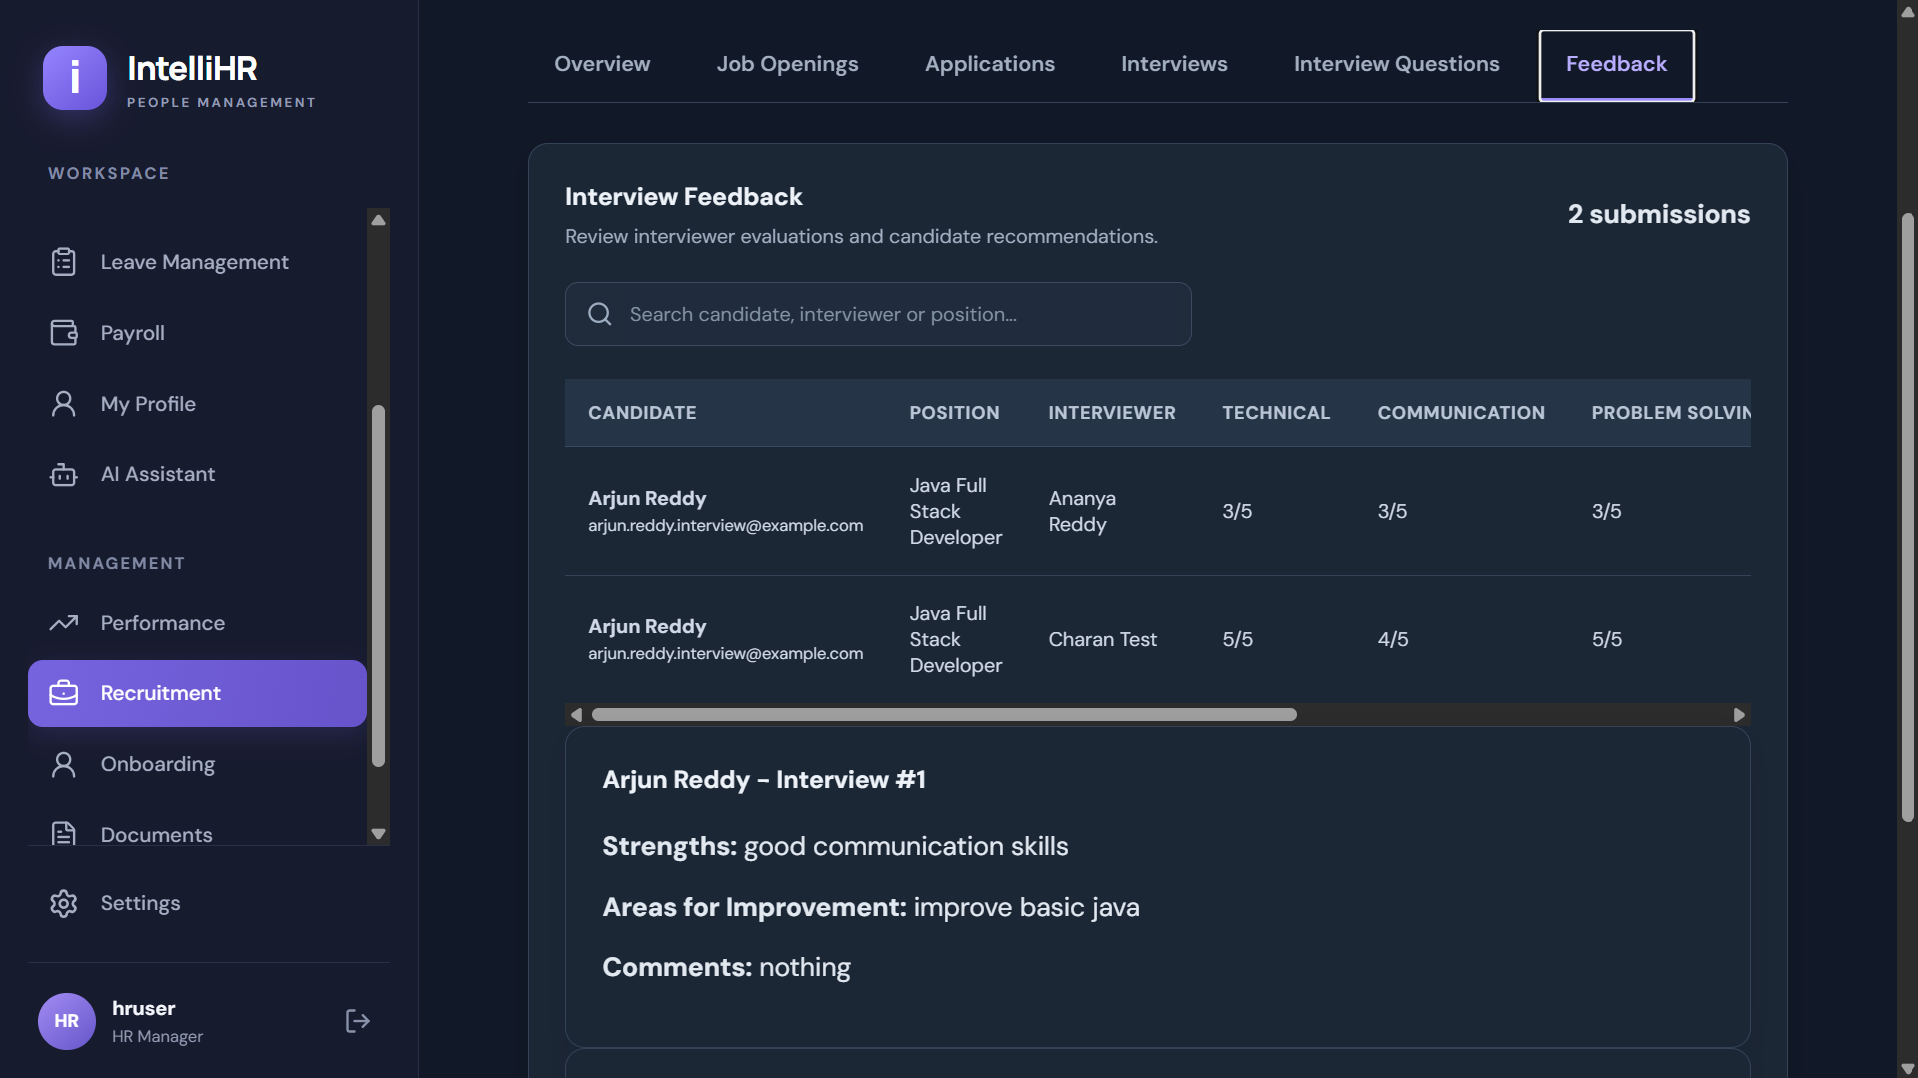 i
IntelliHR
PEOPLE MANAGEMENT
WORKSPACE
Leave Management
Payroll
My Profile
AI Assistant
MANAGEMENT
Performance
Recruitment
Onboarding
Documents
Settings
HR
hruser
HR Manager
Overview
Job Openings
Applications
Interviews
Interview Questions
Feedback
Interview Feedback
Review interviewer evaluations and candidate recommendations.
2 submissions
Search candidate, interviewer or position...
CANDIDATE POSITION INTERVIEWER TECHNICAL COMMUNICATION PROBLEM SOLVIN
Arjun Reddy
arjun.reddy.interview@example.com
Java Full
Stack
Developer
Ananya
Reddy
3/5
3/5
3/5
Arjun Reddy
arjun.reddy.interview@example.com
Java Full
Stack
Developer
Charan Test
5/5
4/5
5/5
Arjun Reddy - Interview #1
Strengths: good communication skills
Areas for Improvement: improve basic java
Comments: nothing